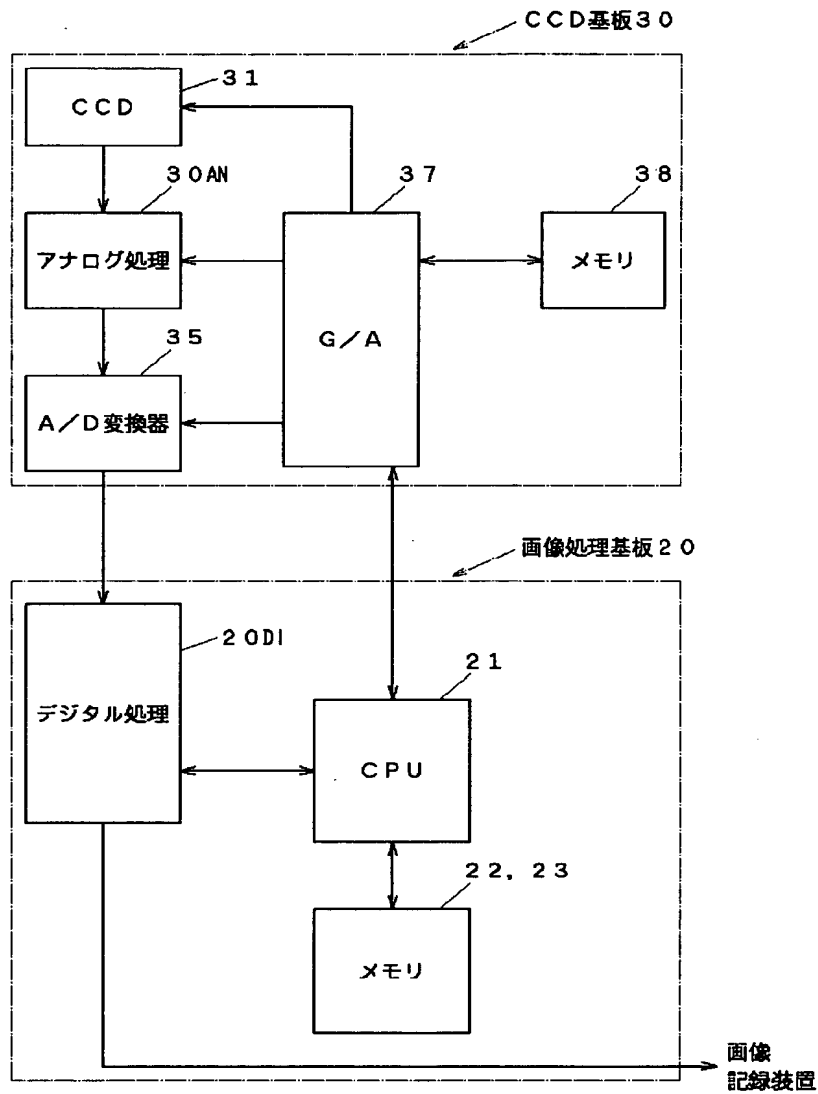 CCD基板30
31
CCD
30AN
37
38
アナログ処理
メモリ
G/A
35
A/D変換器
画像処理基板20
20DI
21
デジタル処理
CPU
22, 23
メモリ
画像
記録装置